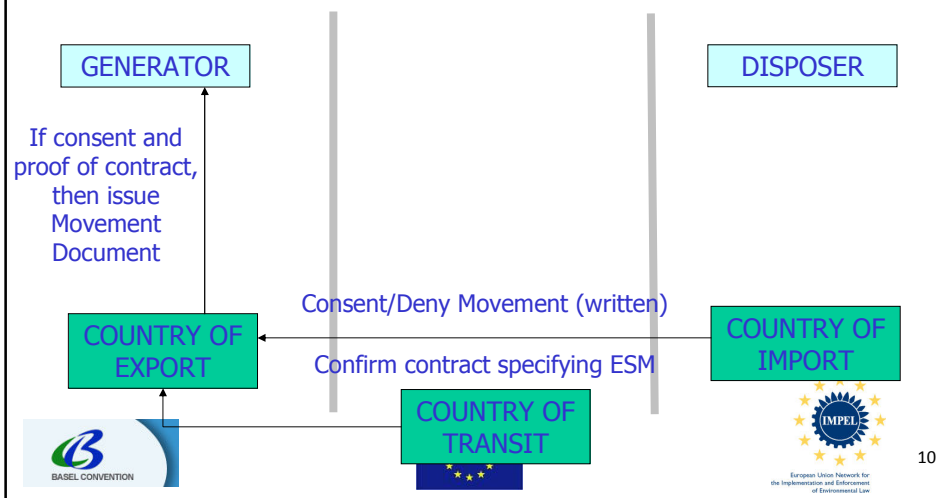 GENERATOR
DISPOSER
If consent and
proof of contract,
then issue
Movement
Document
Consent/Deny Movement (written)
COUNTRY OF
EXPORT
Confirm contract specifying ESM
COUNTRY OF
IMPORT
COUNTRY OF
TRANSIT
BASEL CONVENTION
IMPEL
European Union Network for
the Implementation and Enforcement
of Environmental Law
10